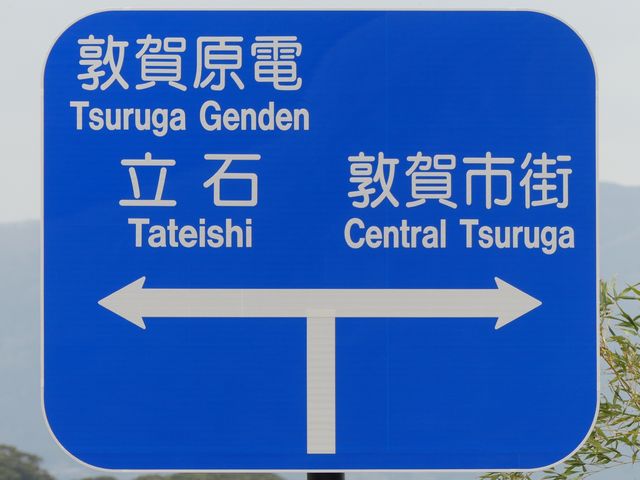 敦賀原電
Tsuruga Genden
立石
Tateishi
敦賀市街
Central Tsuruga